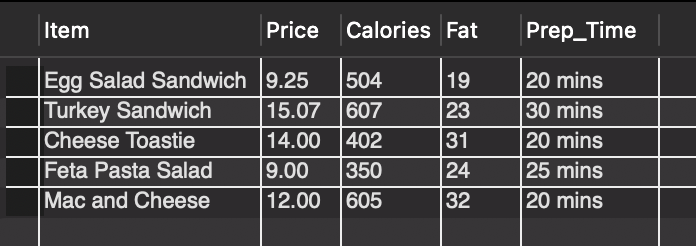 Item Price Calories Fat Prep_Time
Egg Salad Sandwich 9.25 504 19 20 mins
Turkey Sandwich 15.07 607 23 30 mins
Cheese Toastie 14.00 402 31 20 mins
Feta Pasta Salad 9.00 350 24 25 mins
Mac and Cheese 12.00 605 32 20 mins